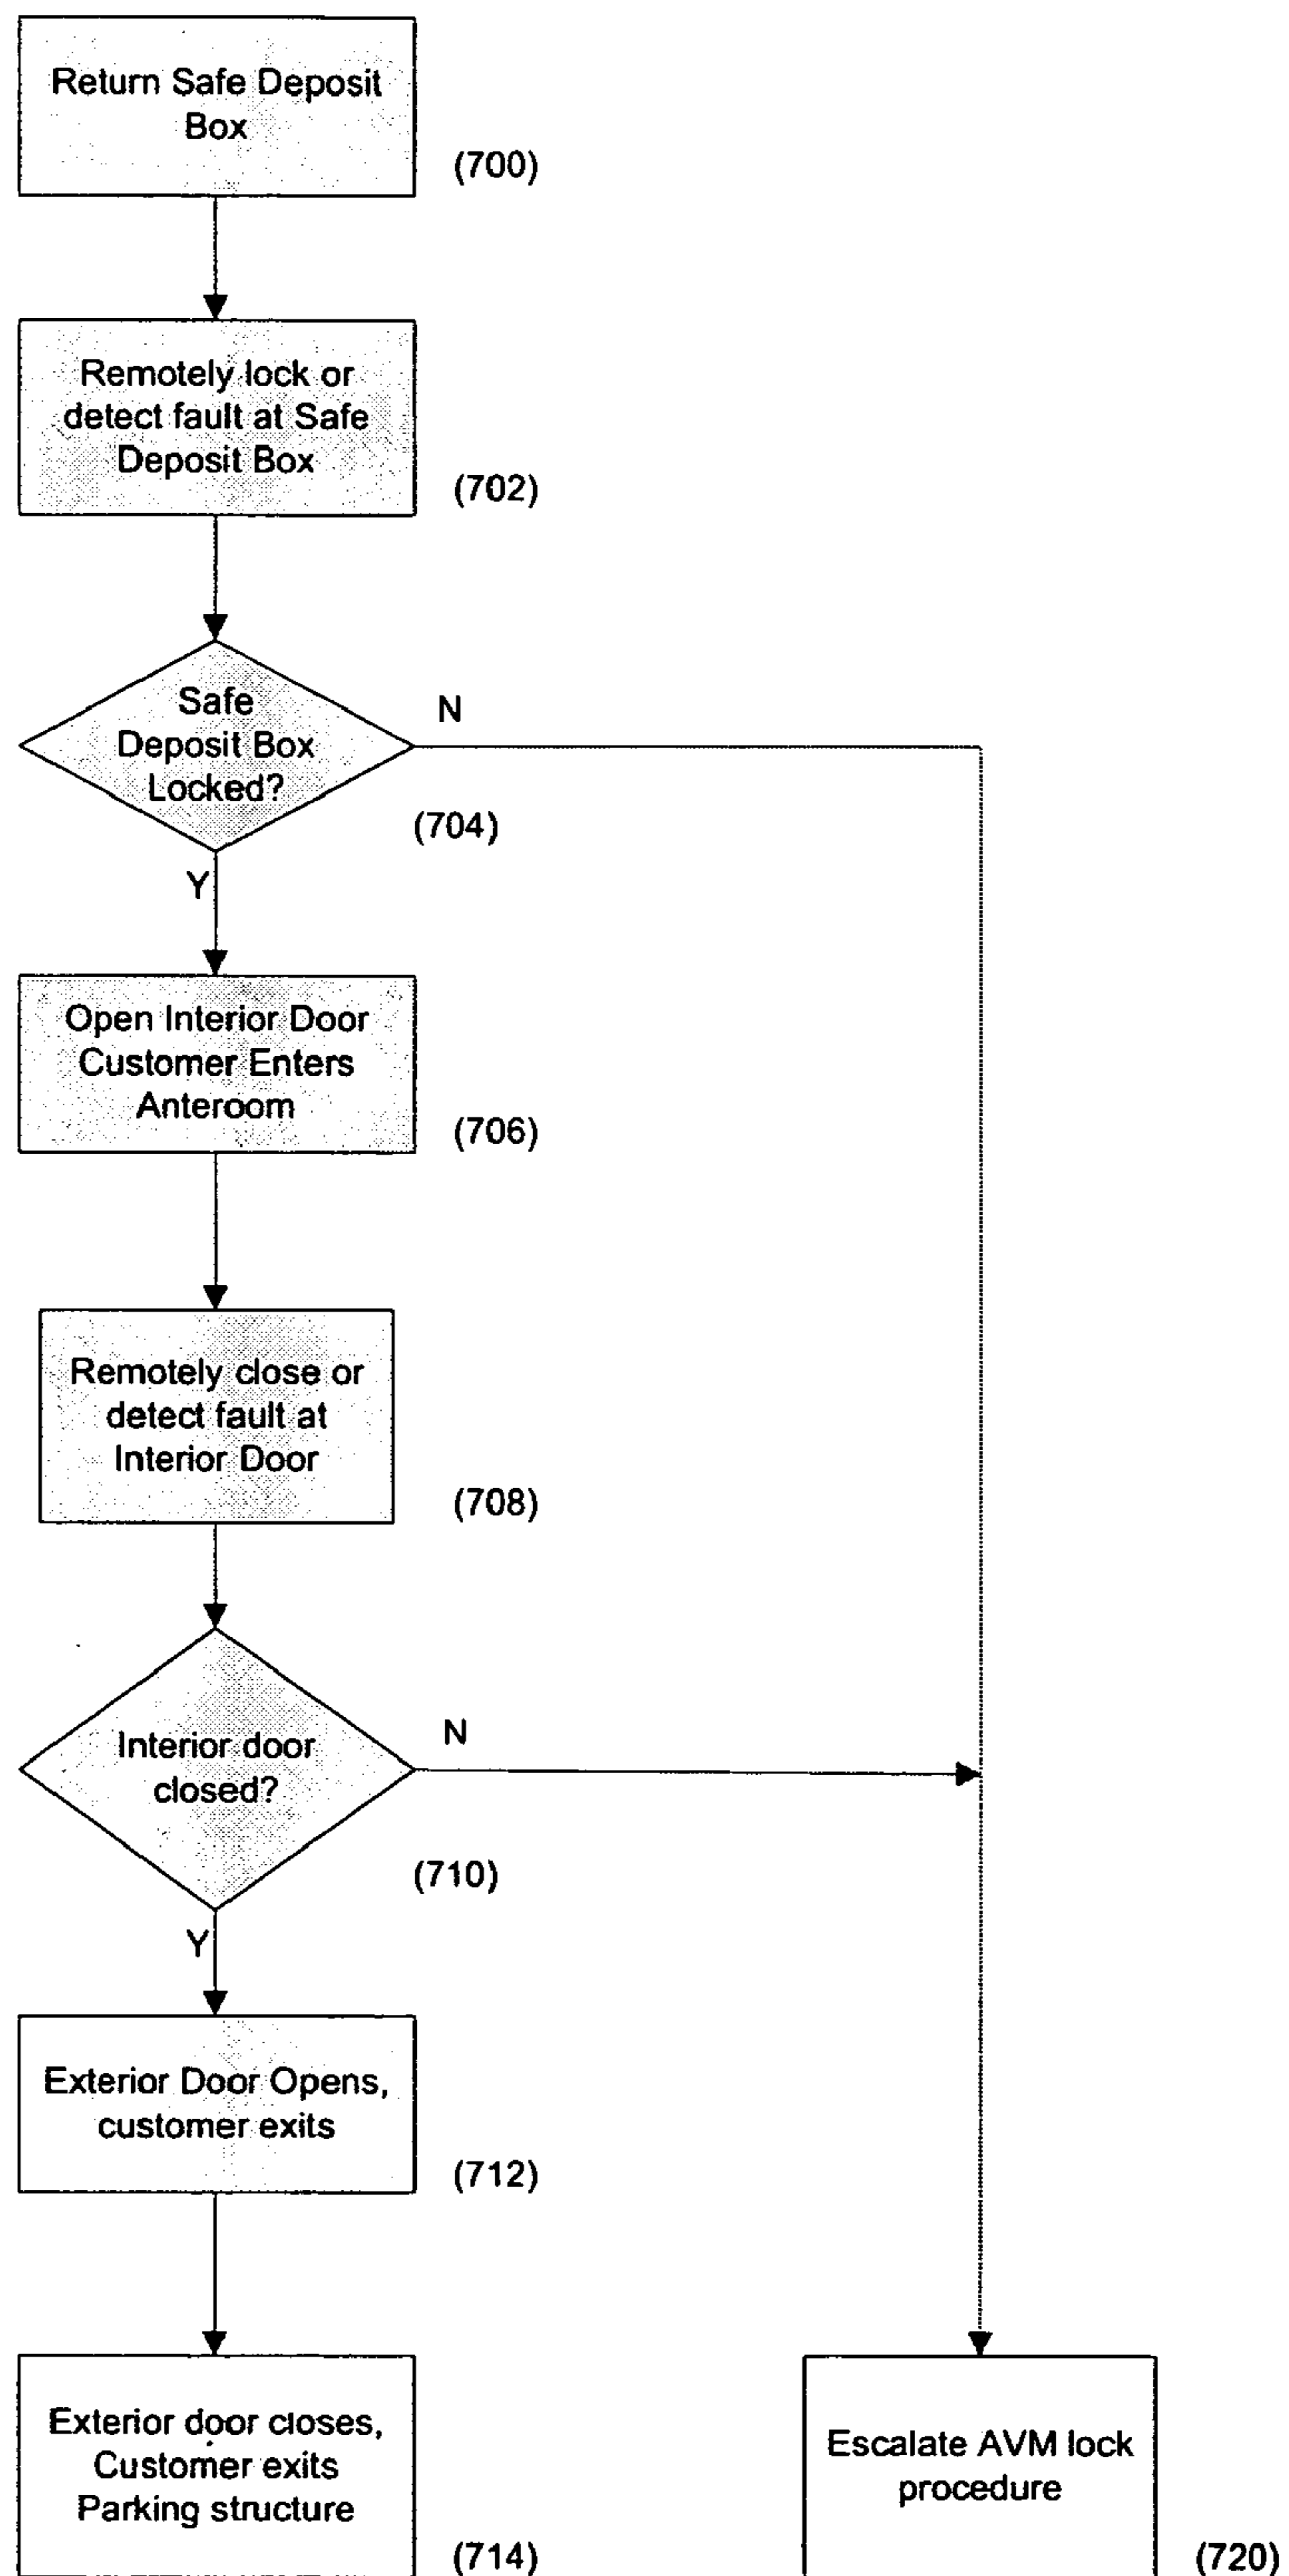 Return Safe Deposit
Box
(700)
Remotely lock or
detect fault at Safe
Deposit Box
(702)
Safe
Deposit Box
Locked?
N
(704)
Y
Open Interior Door
Customer Enters
Anteroom
(706)
Remotely close or
detect fault at
Interior Door
(708)
Interior door
closed?
N
(710)
Y
Exterior Door Opens,
customer exits
(712)
Exterior door closes,
Customer exits
Parking structure
(714)
Escalate AVM lock
procedure
(720)